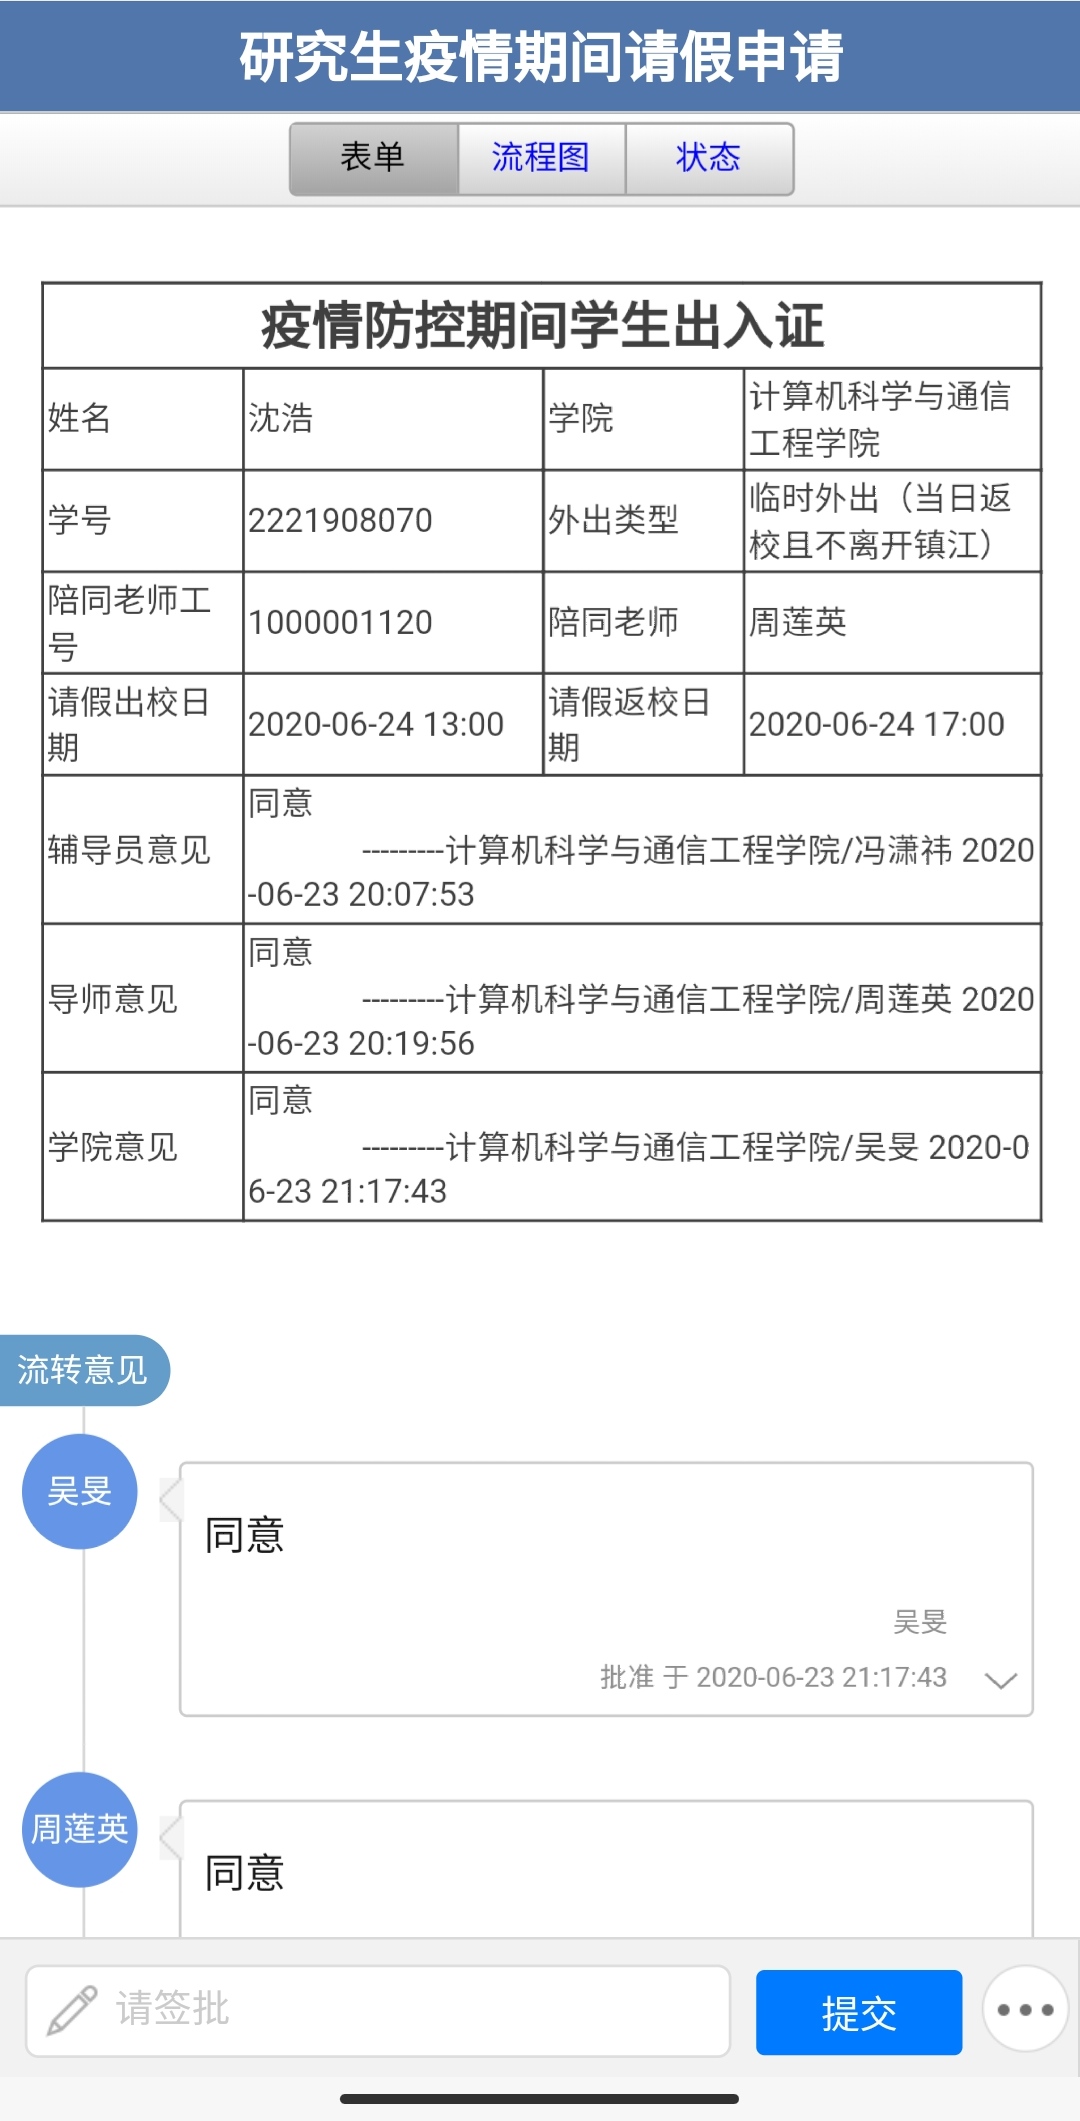 研究生疫情期间请假申请
表单 流程图 状态
疫情防控期间学生出入证
姓名 沈浩 学院 计算机科学与通信
工程学院
学号 2221908070 外出类型 临时外出（当日返
校且不离开镇江）
陪同老师工
号 1000001120 陪同老师 周莲英
请假出校日
期 2020-06-24 13:00 请假返校日
期 2020-06-24 17:00
辅导员意见 同意
---------计算机科学与通信工程学院/冯潇祎 2020
-06-23 20:07:53
导师意见 同意
---------计算机科学与通信工程学院/周莲英 2020
-06-23 20:19:56
学院意见 同意
---------计算机科学与通信工程学院/吴旻 2020-0
6-23 21:17:43
流转意见
吴旻
同意
吴旻
批准 于 2020-06-23 21:17:43
周莲英
同意
请签批
提交